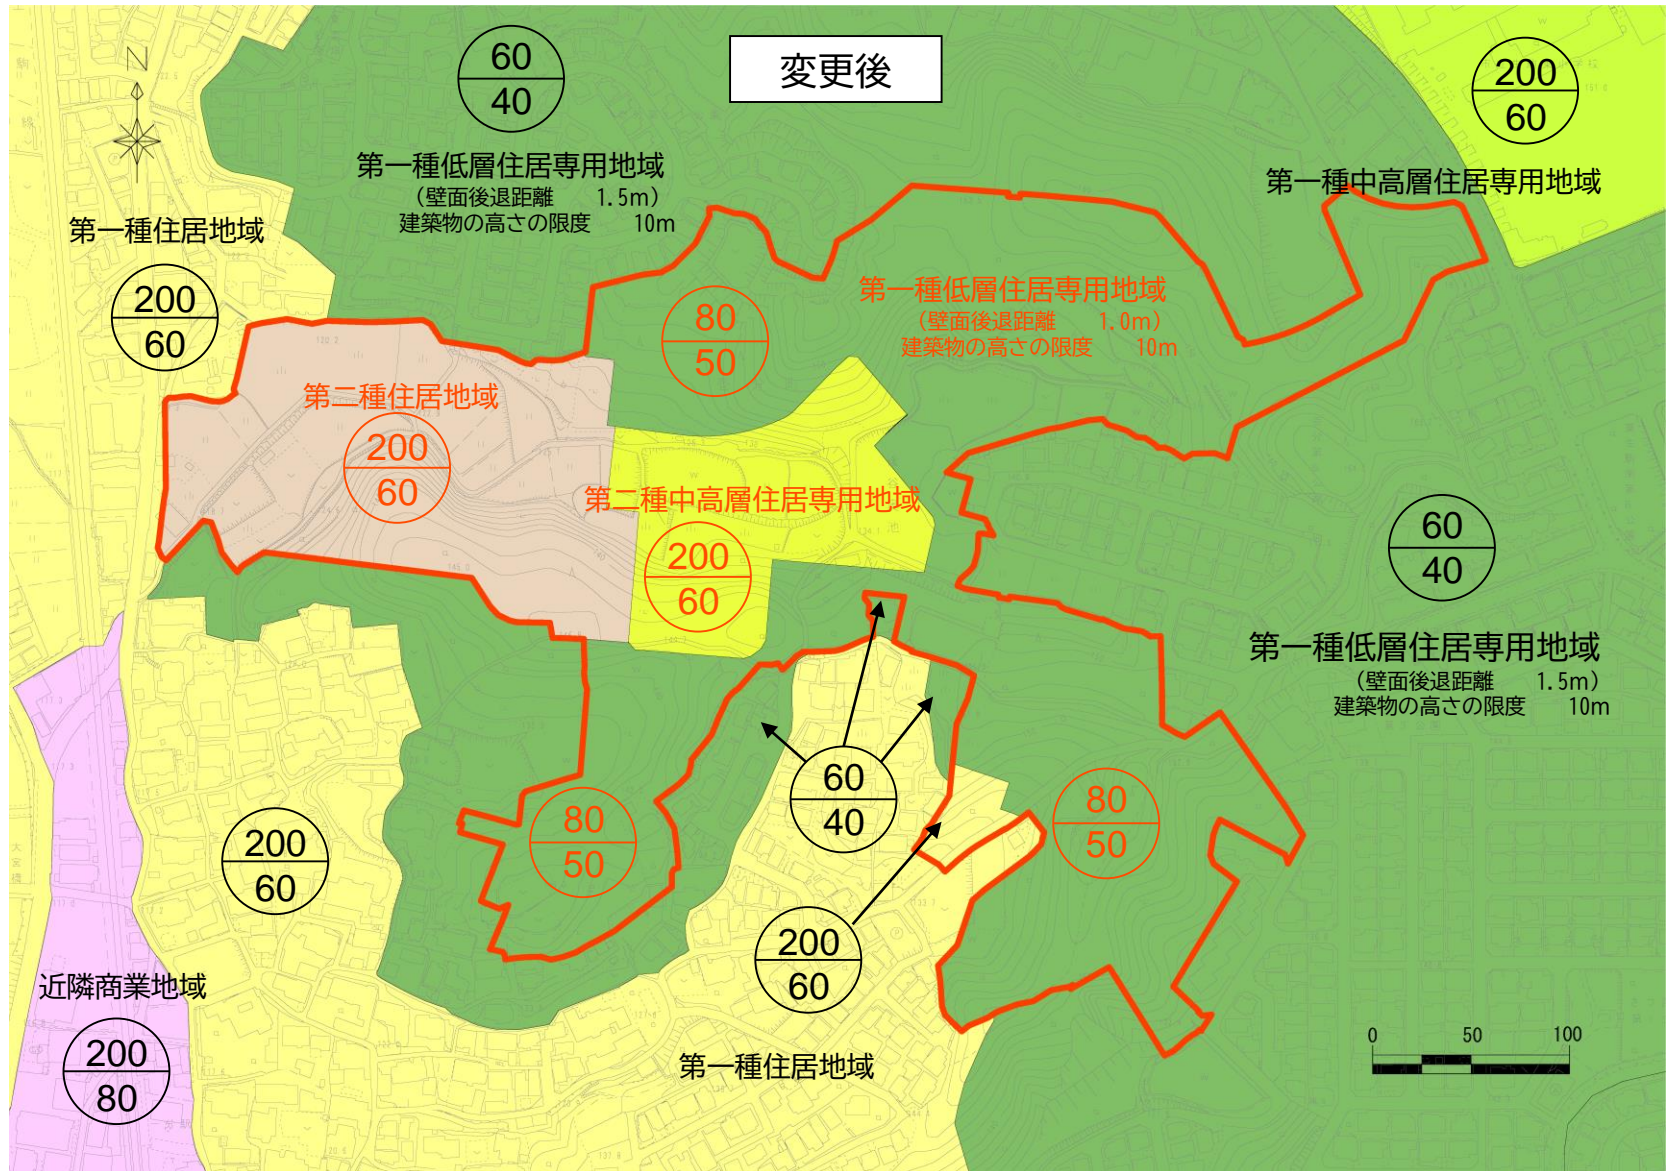 変更後
N
60
40
第一種低層住居専用地域
(壁面後退距離 1.5m)
建築物の高さの限度 10m
200
60
第一種中高層住居専用地域
第一種住居地域
200
60
80
50
第一種低層住居専用地域
(壁面後退距離 1.0m)
建築物の高さの限度 10m
第二種住居地域
200
60
第二種中高層住居専用地域
200
60
60
40
第一種低層住居専用地域
(壁面後退距離 1.5m)
建築物の高さの限度 10m
60
40
80
50
80
50
200
60
200
60
近隣商業地域
200
80
第一種住居地域
0 50 100